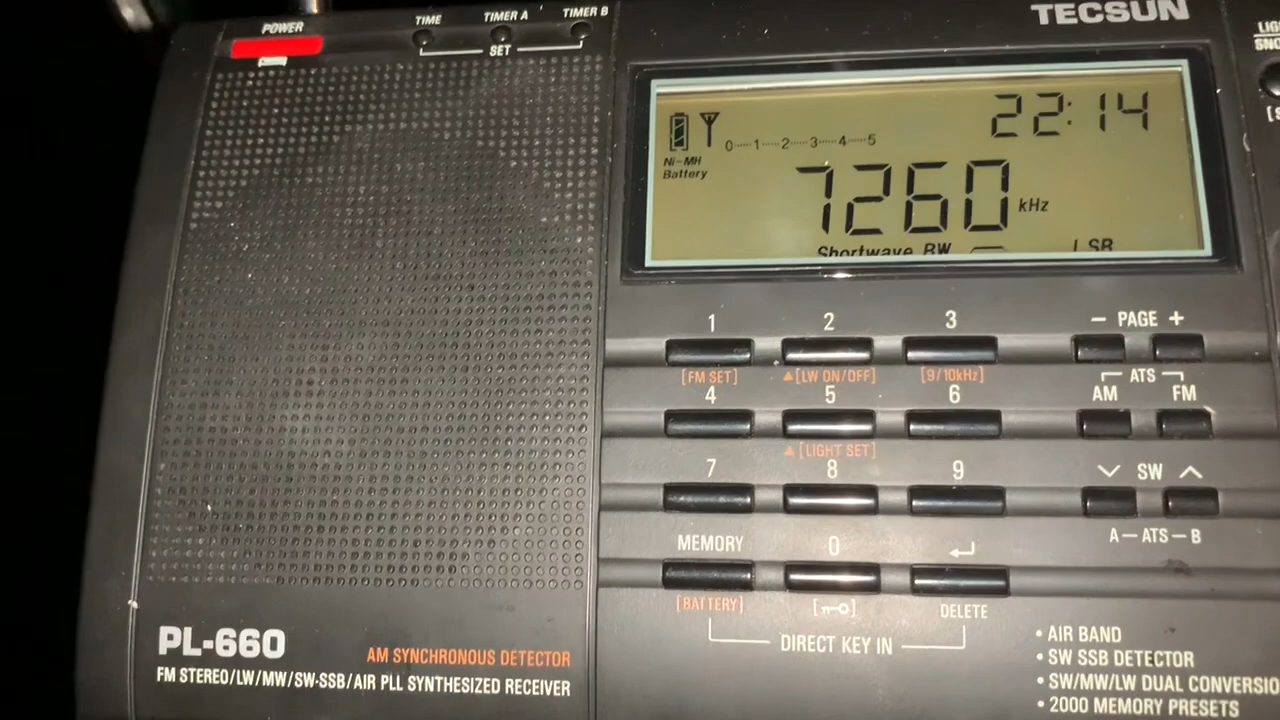 POWER
TIME TIMER A TIMER B
SET
TECSUN
22:14
0 1 2 3 4 5
Ni-MH
Battery
7260 kHz
Shortwave BW LSB
1 2 3
- PAGE +
[FM SET] ▲[LW ON/OFF] [9/10kHz]
ATS
4 5 6 AM FM
▲[LIGHT SET]
7 8 9 SW
A — ATS — B
MEMORY 0
[BATTERY] DELETE
DIRECT KEY IN
PL-660
AM SYNCHRONOUS DETECTOR
FM STEREO/LW/MW/SW-SSB/AIR PLL SYNTHESIZED RECEIVER
• AIR BAND
• SW SSB DETECTOR
• SW/MW/LW DUAL CONVERSIO
• 2000 MEMORY PRESETS